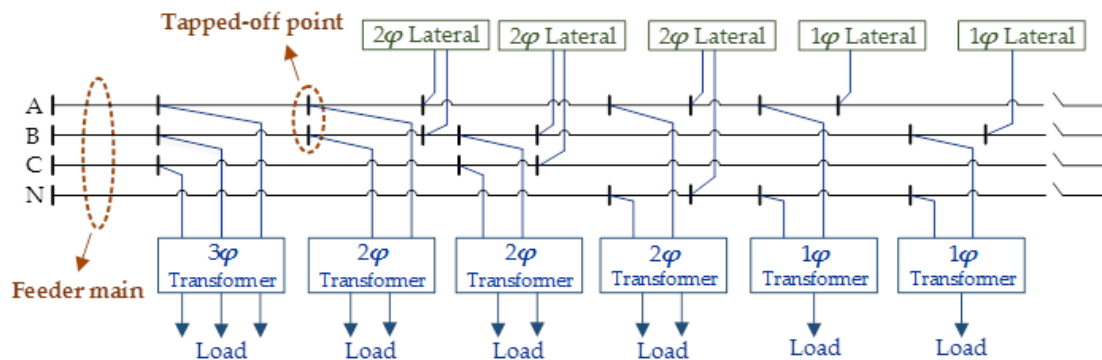 Tapped-off point
2φ Lateral
2φ Lateral
2φ Lateral
1φ Lateral
1φ Lateral
A
B
C
N
3φ
Transformer
2φ
Transformer
2φ
Transformer
2φ
Transformer
1φ
Transformer
1φ
Transformer
Feeder main
Load
Load
Load
Load
Load
Load